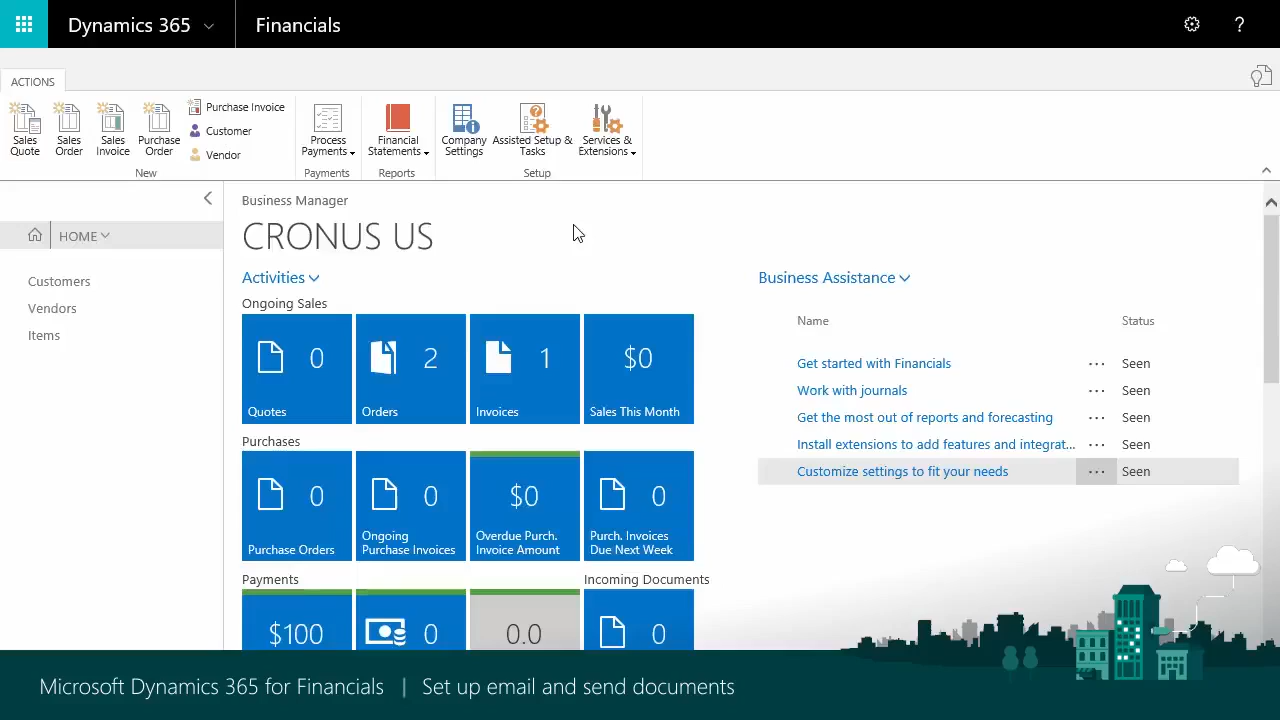 Dynamics 365
Financials
?
ACTIONS
Sales Quote
Sales Order
Sales Invoice
Purchase Order
Purchase Invoice
Customer
Vendor
New
Process Payments
Payments
Financial Statements
Reports
Company Settings
Assisted Setup & Tasks
Services & Extensions
Setup
HOME
Customers
Vendors
Items
Business Manager
CRONUS US
Activities
Ongoing Sales
0
Quotes
2
Orders
1
Invoices
$0
Sales This Month
Purchases
0
Purchase Orders
0
Ongoing
Purchase Invoices
$0
Overdue Purch.
Invoice Amount
0
Purch. Invoices
Due Next Week
Payments
Incoming Documents
$100
0
0.0
0
Business Assistance
Name Status
Get started with Financials ... Seen
Work with journals ... Seen
Get the most out of reports and forecasting ... Seen
Install extensions to add features and integrat... ... Seen
Customize settings to fit your needs ... Seen
Microsoft Dynamics 365 for Financials | Set up email and send documents